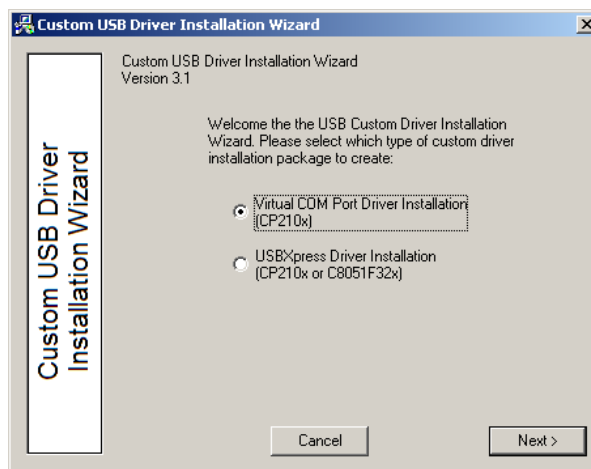 Custom USB Driver Installation Wizard
Custom USB Driver Installation Wizard
Version 3.1
Welcome the the USB Custom Driver Installation
Wizard. Please select which type of custom driver
installation package to create:
Virtual COM Port Driver Installation
(CP210x)
USBXpress Driver Installation
(CP210x or C8051F32x)
Custom USB Driver
Installation Wizard
Cancel
Next >